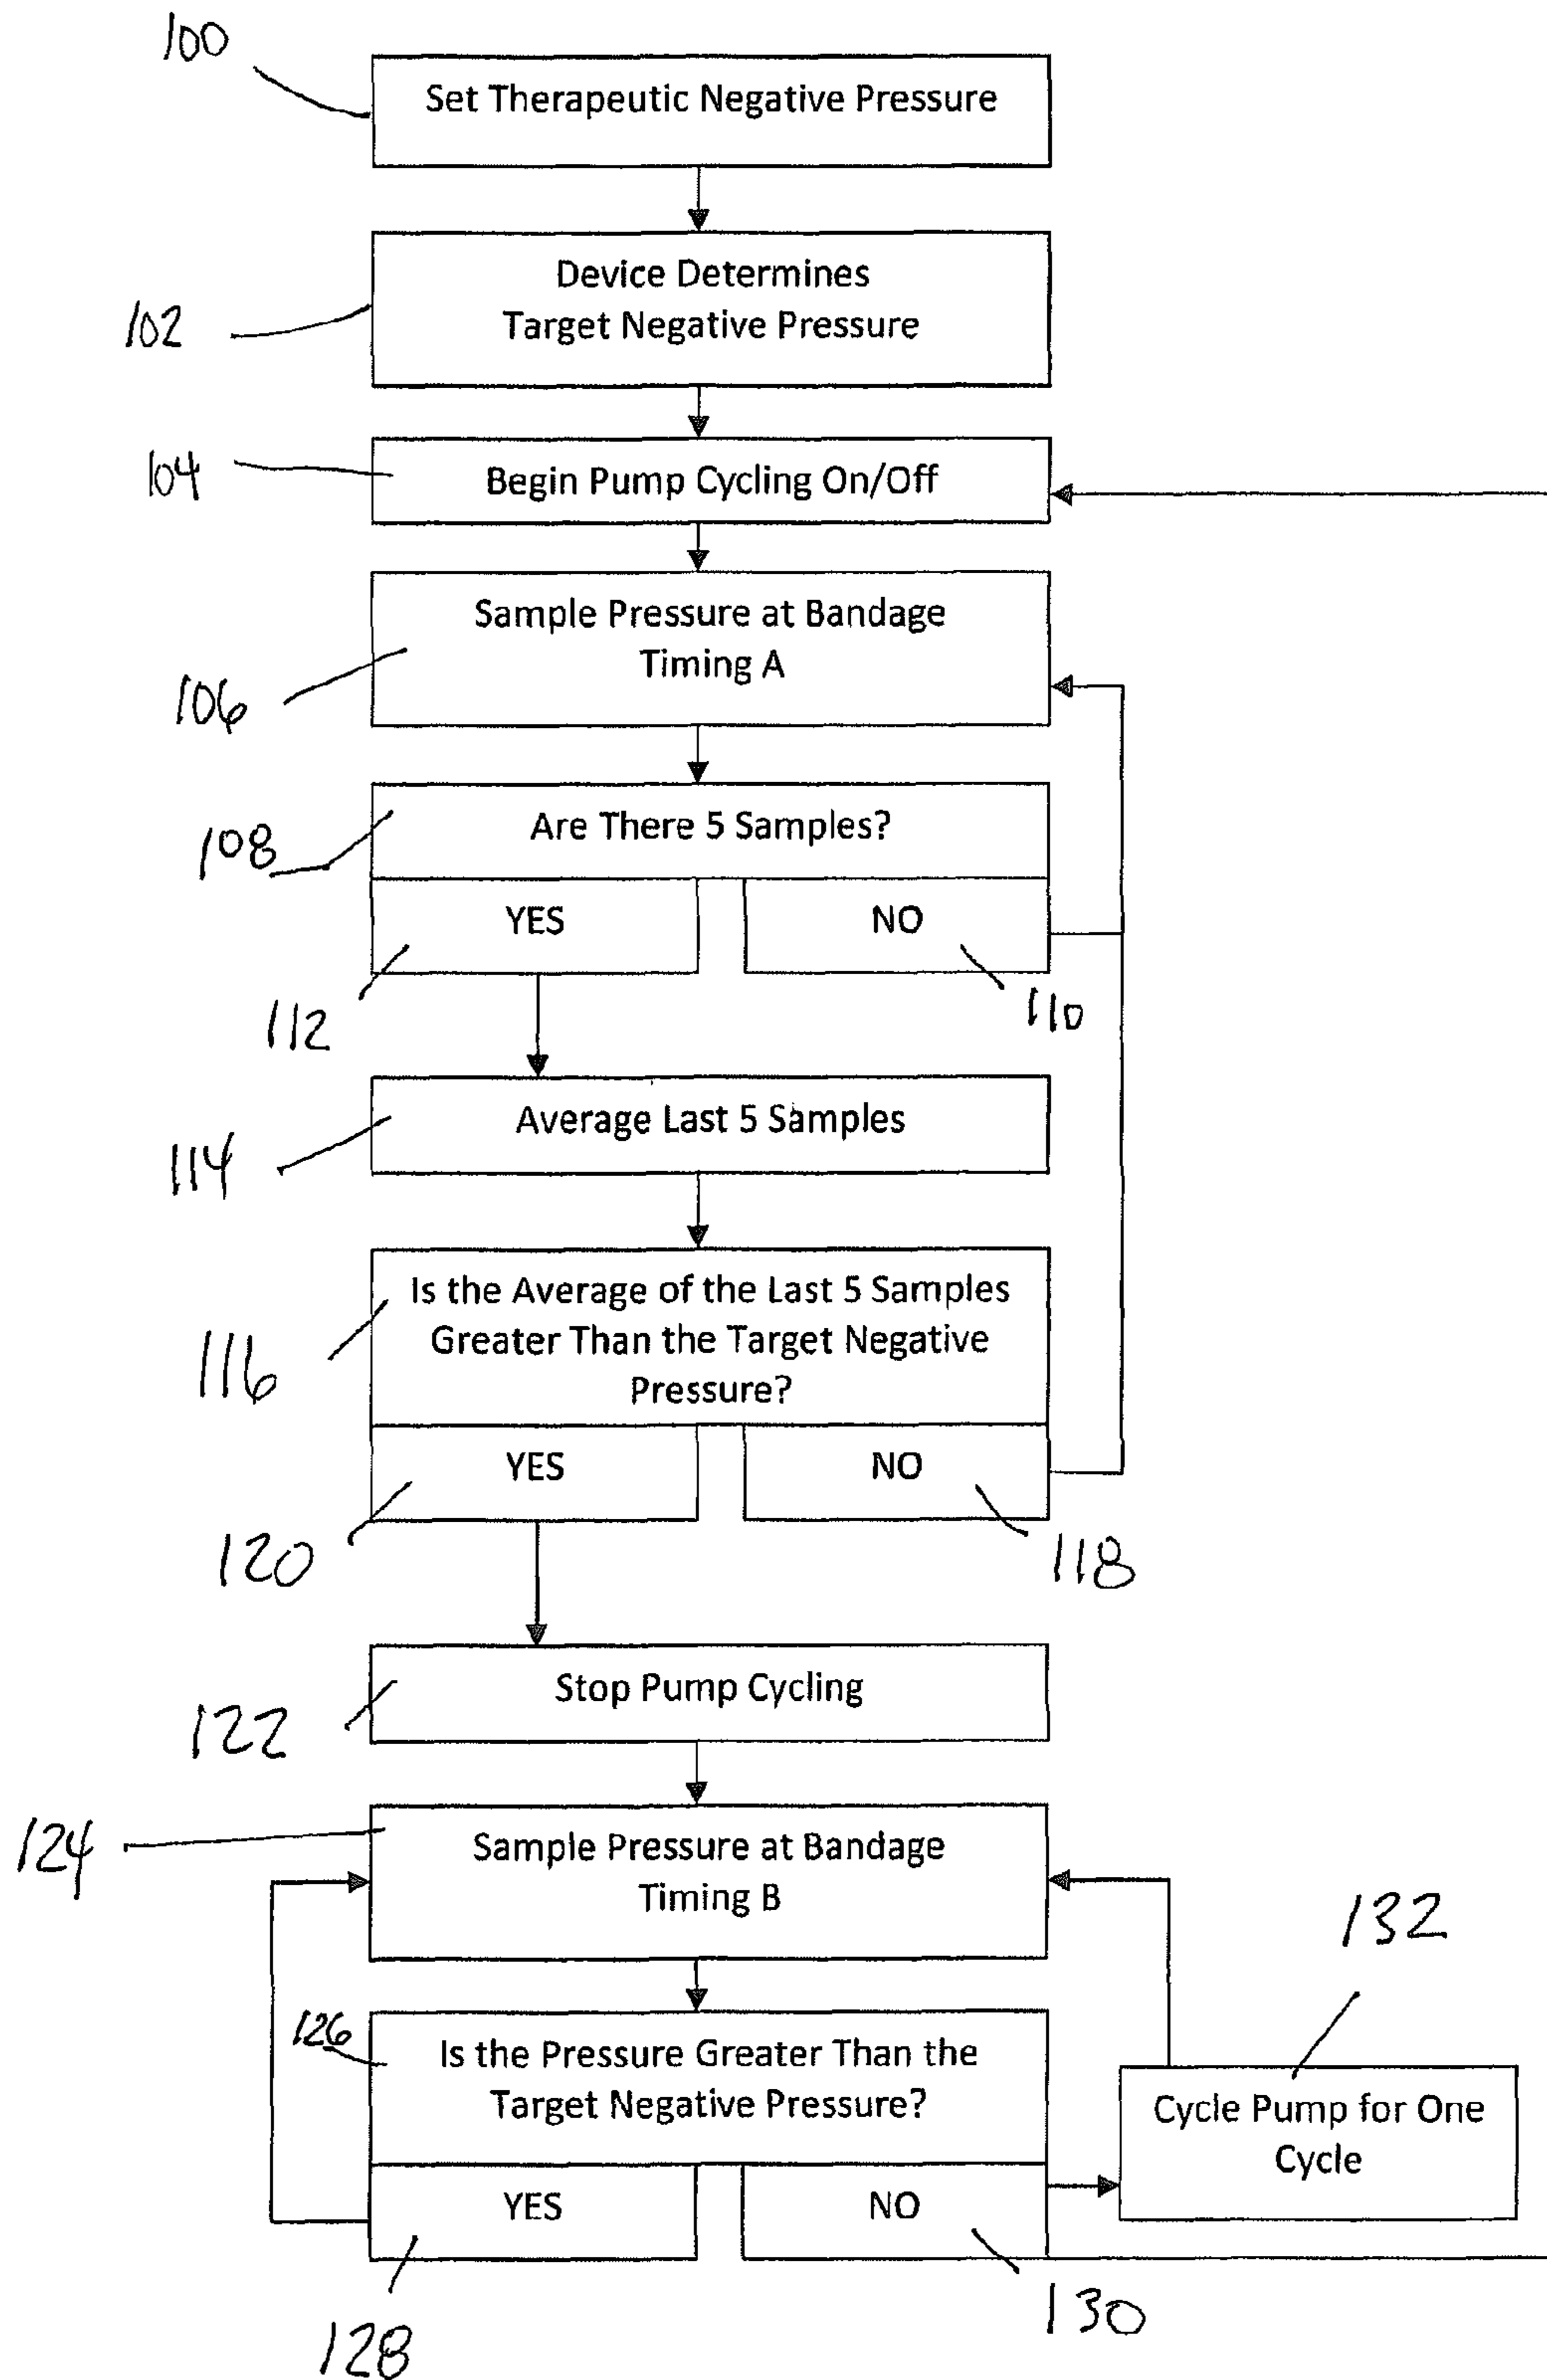 100
Set Therapeutic Negative Pressure
102
Device Determines
Target Negative Pressure
104
Begin Pump Cycling On/Off
106
Sample Pressure at Bandage
Timing A
108
Are There 5 Samples?
YES
NO
112
110
114
Average Last 5 Samples
116
Is the Average of the Last 5 Samples
Greater Than the Target Negative
Pressure?
YES
NO
120
118
122
Stop Pump Cycling
124
Sample Pressure at Bandage
Timing B
132
126
Is the Pressure Greater Than the
Target Negative Pressure?
Cycle Pump for One
Cycle
YES
NO
128
130